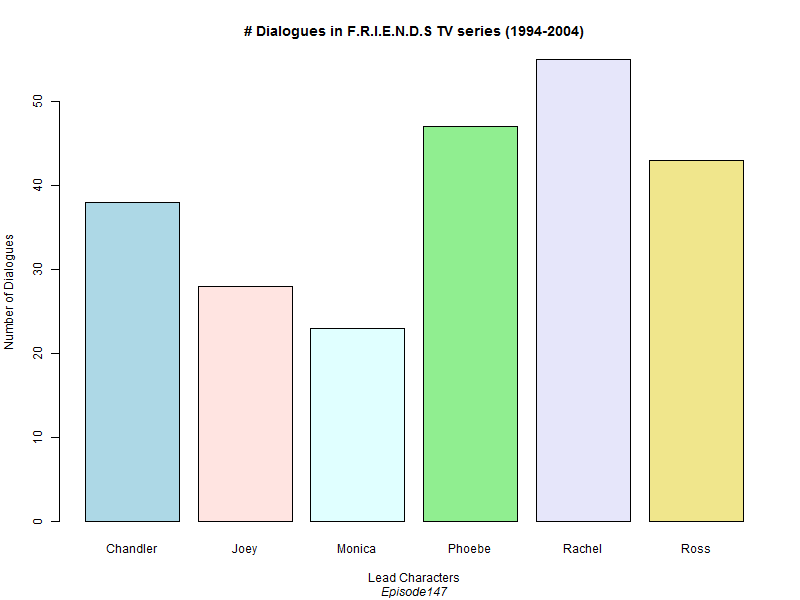 # Dialogues in F.R.I.E.N.D.S TV series (1994-2004)
Number of Dialogues
50
40
30
20
10
0
Chandler Joey Monica Phoebe Rachel Ross
Lead Characters
Episode147